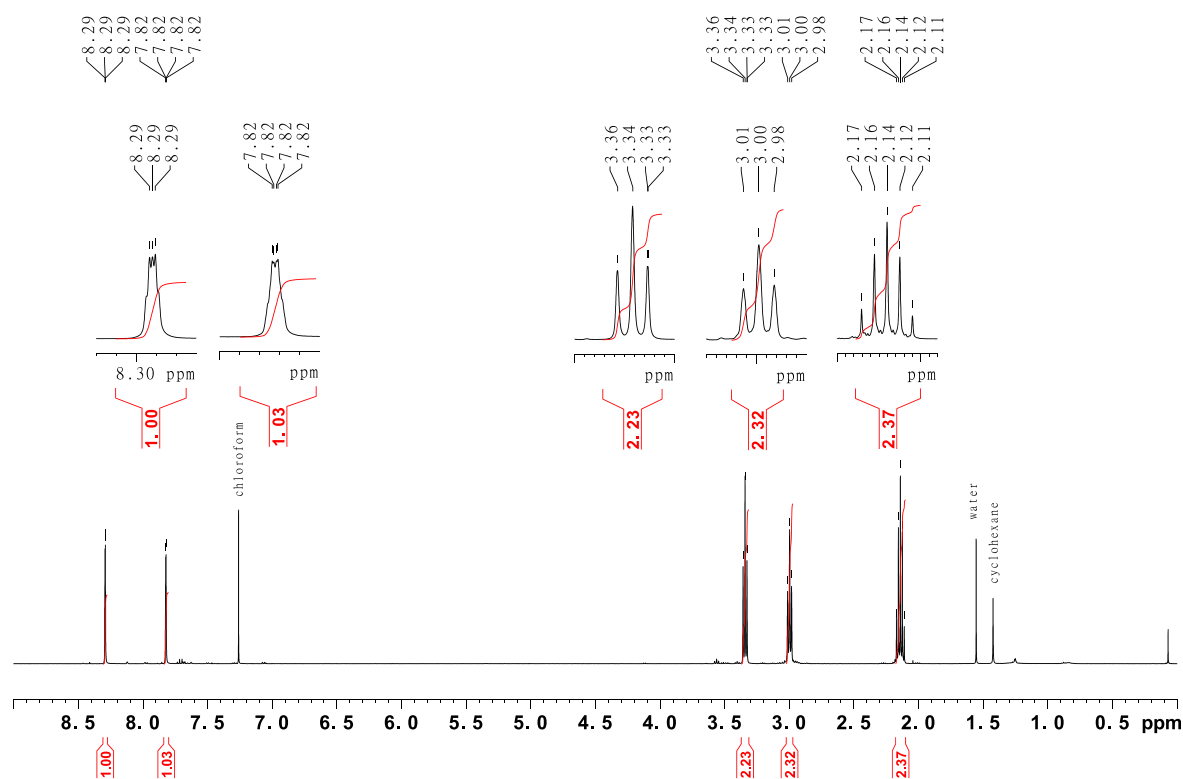 8.29 8.29 8.29 7.82 7.82 7.82 7.82 3.36 3.34 3.33 3.33 3.01 3.00 2.98 2.17 2.16 2.14 2.12 2.11
8.29 8.29 8.29 7.82 7.82 7.82 7.82 3.36 3.34 3.33 3.33 3.01 3.00 2.98 2.17 2.16 2.14 2.12 2.11
8.30 ppm ppm ppm ppm ppm
1.00 1.03 2.23 2.32 2.37
chloroform
water
cyclohexane
8.5 8.0 7.5 7.0 6.5 6.0 5.5 5.0 4.5 4.0 3.5 3.0 2.5 2.0 1.5 1.0 0.5 ppm
1.00 1.03 2.23 2.32 2.37